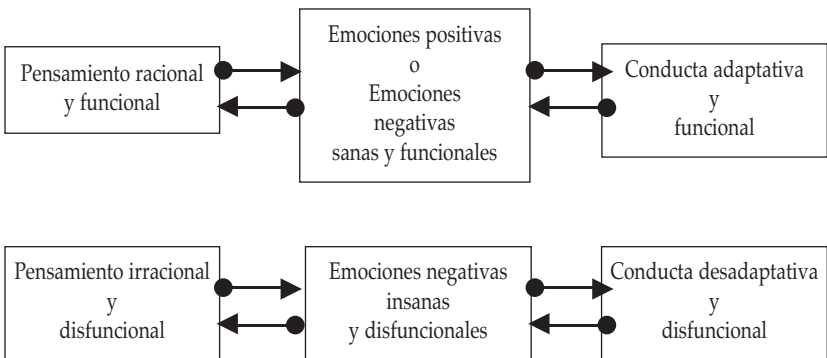 Pensamiento racional
y funcional
Emociones positivas
o
Emociones
negativas
sanas y funcionales
Conducta adaptativa
y
funcional
Pensamiento irracional
y
disfuncional
Emociones negativas
insanas
y disfuncionales
Conducta desadaptativa
y
disfuncional